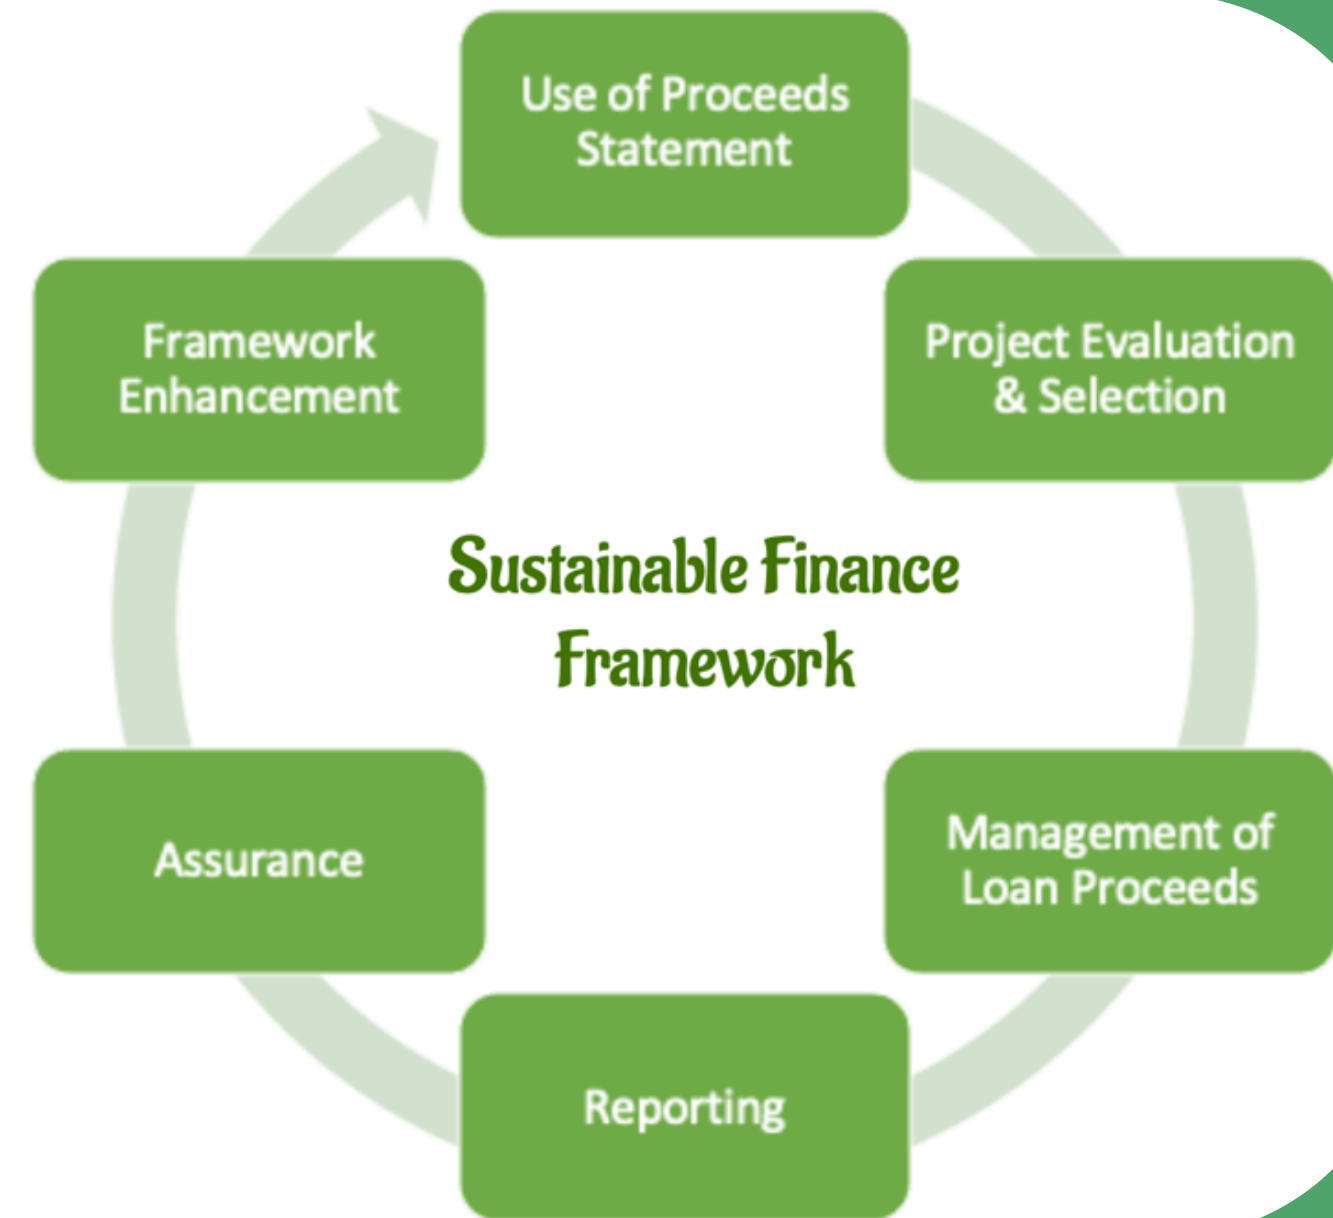 Use of Proceeds
Statement
Project Evaluation
& Selection
Management of
Loan Proceeds
Reporting
Assurance
Framework
Enhancement
Sustainable Finance
Framework